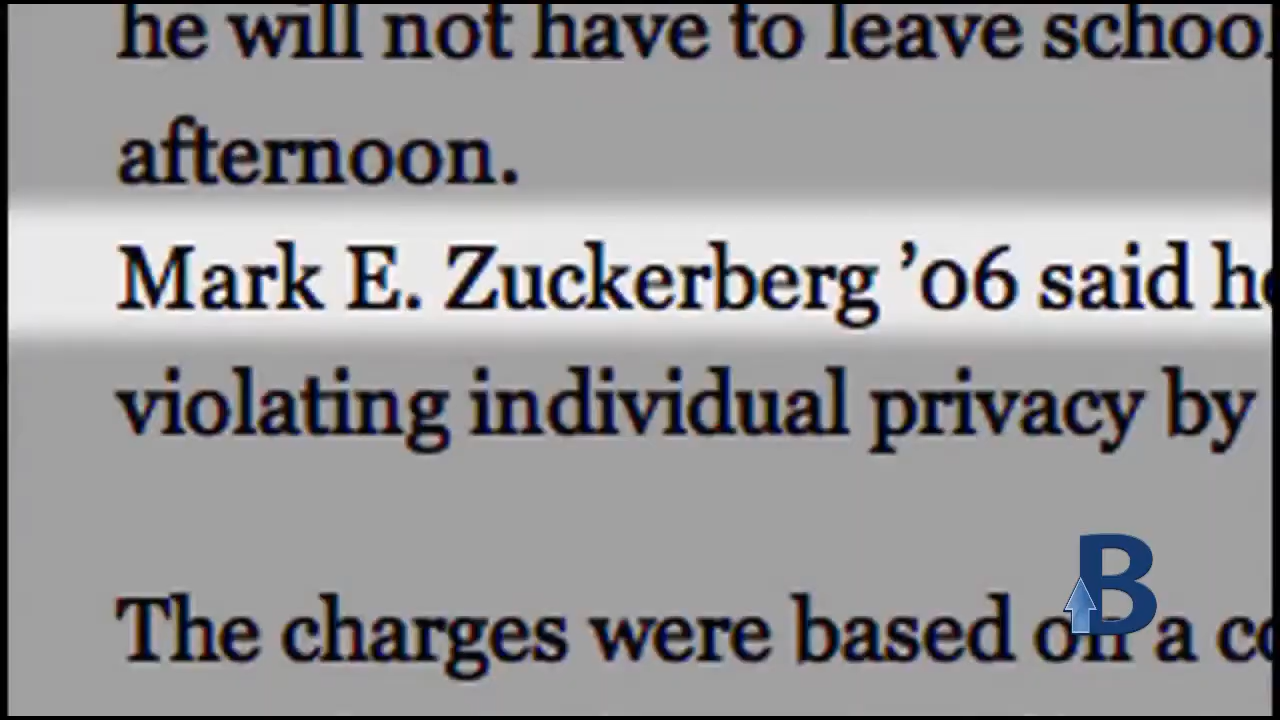 he will not have to leave school
afternoon.
Mark E. Zuckerberg ’06 said he
violating individual privacy by
The charges were based on a
B